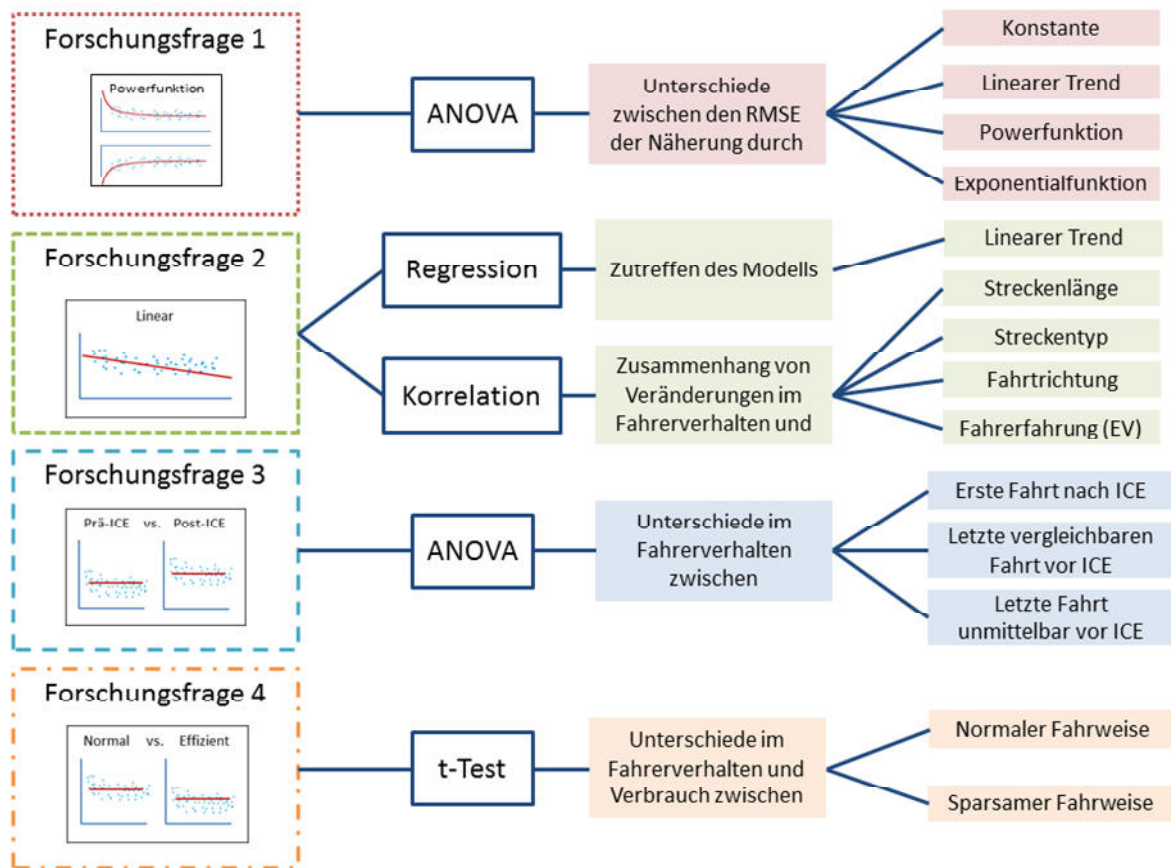 Forschungsfrage 1
Powerfunktion
ANOVA
Unterschiede
zwischen den RMSE
der Näherung durch
Konstante
Linearer Trend
Powerfunktion
Exponentialfunktion
Forschungsfrage 2
Linear
Regression
Zutreffen des Modells
Linearer Trend
Korrelation
Zusammenhang von
Veränderungen im
Fahrerverhalten und
Streckenlänge
Streckentyp
Fahrtrichtung
Fahrerfahrung (EV)
Forschungsfrage 3
Prä-ICE vs. Post-ICE
ANOVA
Unterschiede im
Fahrerverhalten
zwischen
Erste Fahrt nach ICE
Letzte vergleichbaren
Fahrt vor ICE
Letzte Fahrt
unmittelbar vor ICE
Forschungsfrage 4
Normal vs. Effizient
t-Test
Unterschiede im
Fahrerverhalten und
Verbrauch zwischen
Normaler Fahrweise
Sparsamer Fahrweise